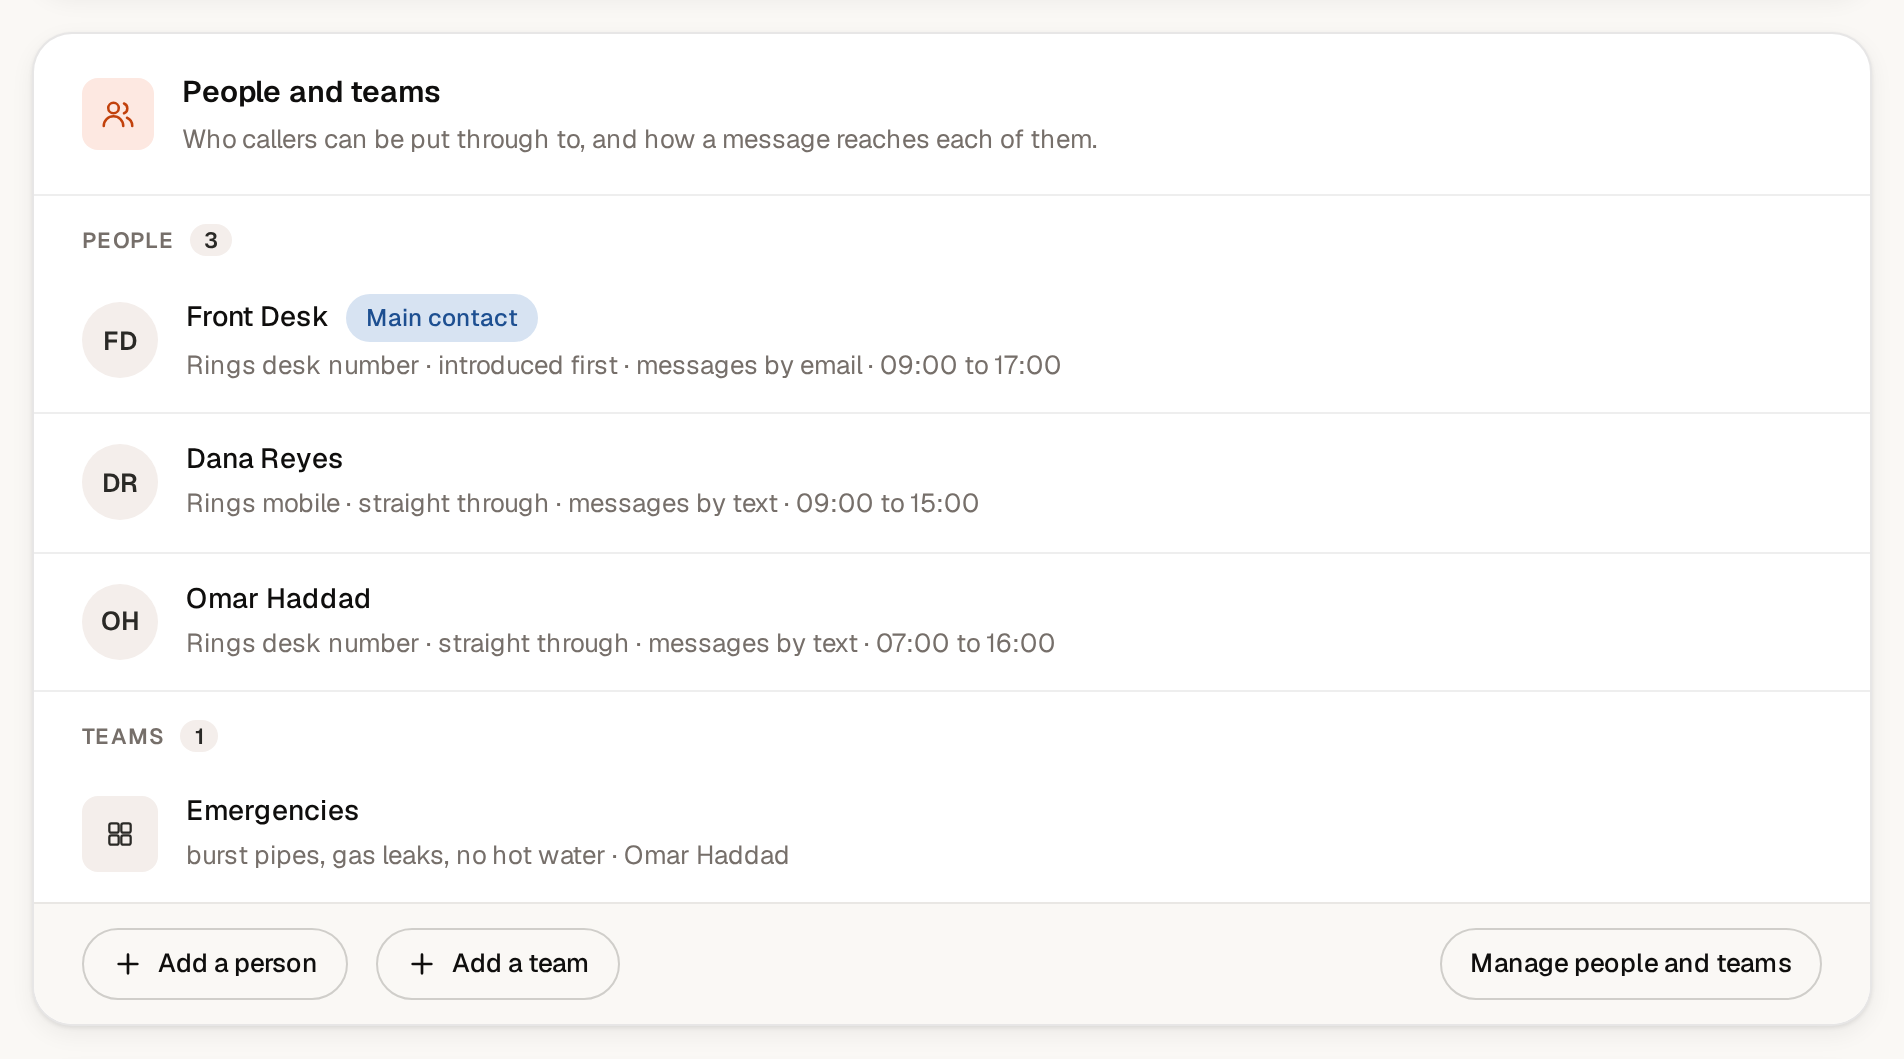 People and teams
Who callers can be put through to, and how a message reaches each of them.
PEOPLE 3
FD
Front Desk Main contact
Rings desk number · introduced first · messages by email · 09:00 to 17:00
DR
Dana Reyes
Rings mobile · straight through · messages by text · 09:00 to 15:00
OH
Omar Haddad
Rings desk number · straight through · messages by text · 07:00 to 16:00
TEAMS 1
Emergencies
burst pipes, gas leaks, no hot water · Omar Haddad
Add a person Add a team Manage people and teams